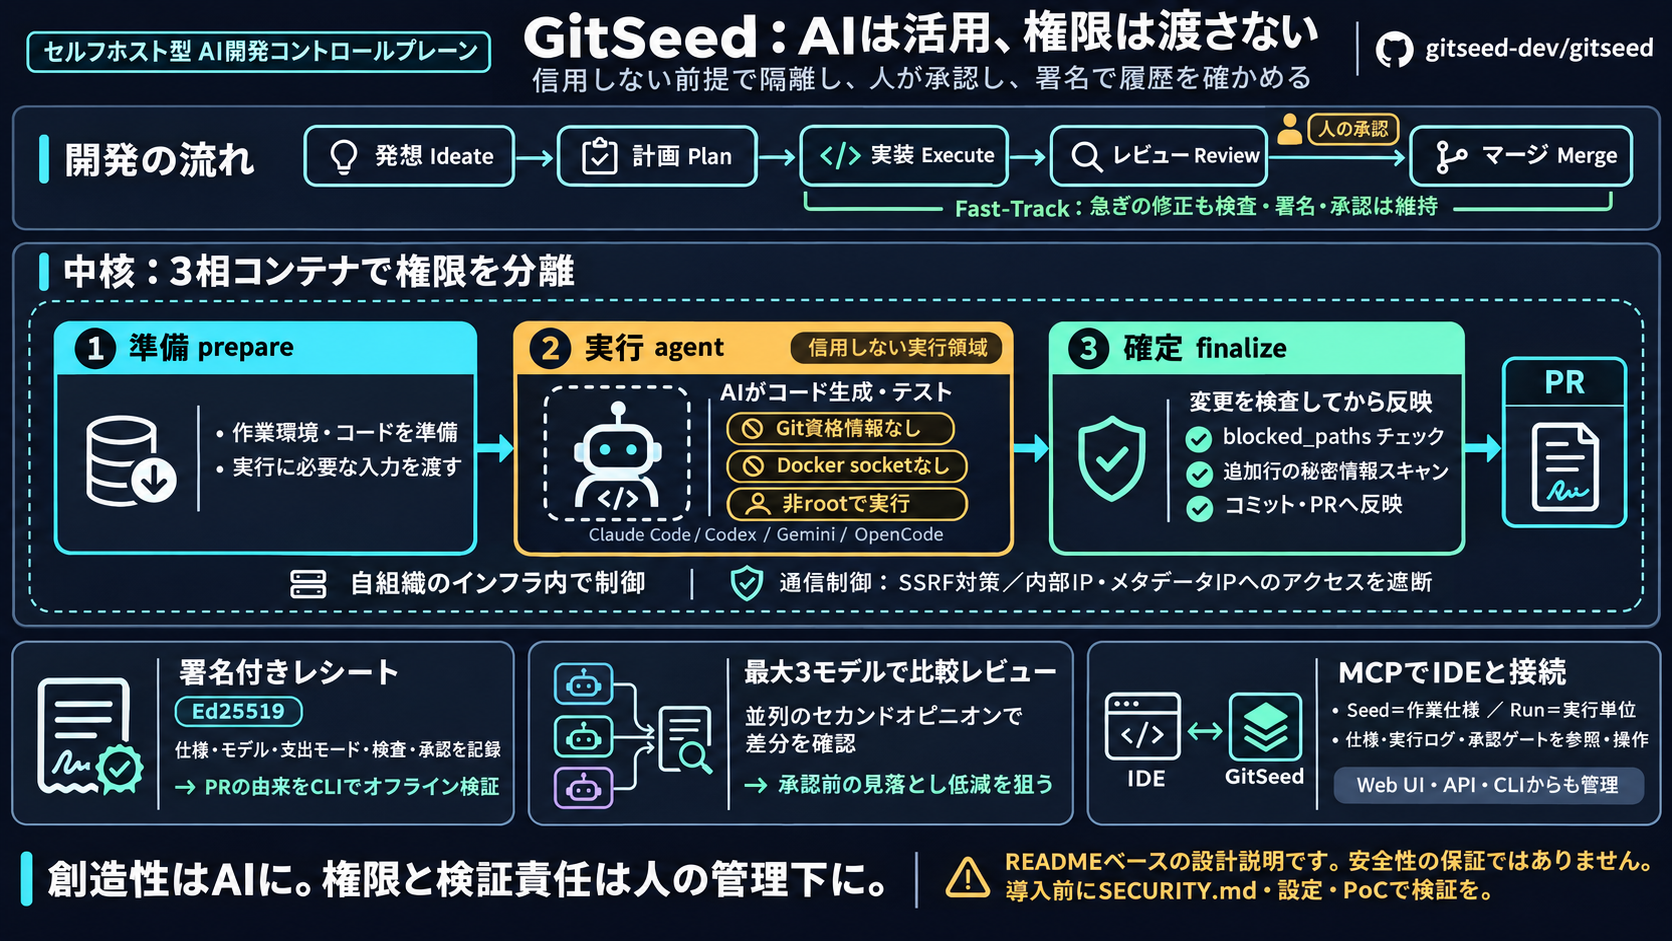 セルフホスト型 AI開発コントロールプレーン
GitSeed：AIは活用、権限は渡さない
信用しない前提で隔離し、人が承認し、署名で履歴を確かめる
gitseed-dev/gitseed
開発の流れ
発想 Ideate
計画 Plan
</> 実装 Execute
レビュー Review
人の承認
マージ Merge
Fast-Track：急ぎの修正も検査・署名・承認は維持
中核：3相コンテナで権限を分離
1 準備 prepare
・作業環境・コードを準備
・実行に必要な入力を渡す
2 実行 agent
信用しない実行領域
</>
AIがコード生成・テスト
Git資格情報なし
Docker socketなし
非rootで実行
Claude Code / Codex / Gemini / OpenCode
3 確定 finalize
変更を検査してから反映
blocked_paths チェック
追加行の秘密情報スキャン
コミット・PRへ反映
PR
自組織のインフラ内で制御
通信制御：SSRF対策／内部IP・メタデータIPへのアクセスを遮断
署名付きレシート
Ed25519
仕様・モデル・支出モード・検査・承認を記録
→ PRの由来をCLIでオフライン検証
最大3モデルで比較レビュー
並列のセカンドオピニオンで
差分を確認
→ 承認前の見落とし低減を狙う
</>
IDE
GitSeed
MCPでIDEと接続
・Seed＝作業仕様 ／ Run＝実行単位
・仕様・実行ログ・承認ゲートを参照・操作
Web UI・API・CLIからも管理
創造性はAIに。権限と検証責任は人の管理下に。
READMEベースの設計説明です。安全性の保証ではありません。
導入前にSECURITY.md・設定・PoCで検証を。